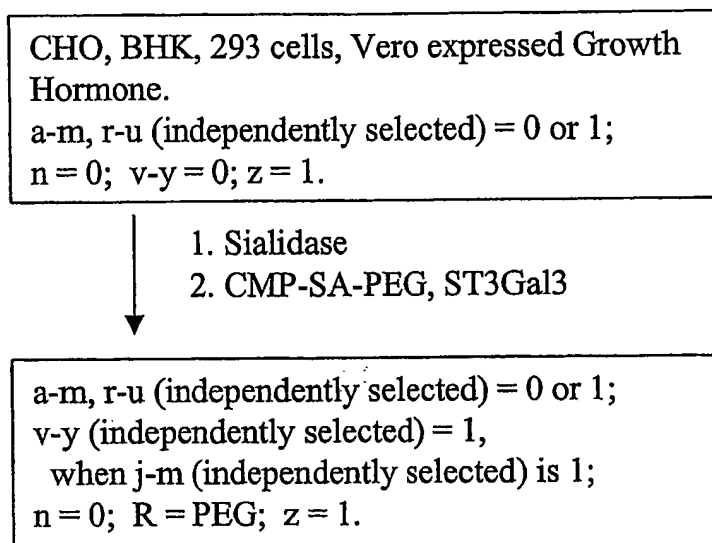 CHO, BHK, 293 cells, Vero expressed Growth
Hormone.
a-m, r-u (independently selected) = 0 or 1;
n = 0; v-y = 0; z = 1.
1. Sialidase
2. CMP-SA-PEG, ST3Gal3
a-m, r-u (independently selected) = 0 or 1;
v-y (independently selected) = 1,
when j-m (independently selected) is 1;
n = 0; R = PEG; z = 1.